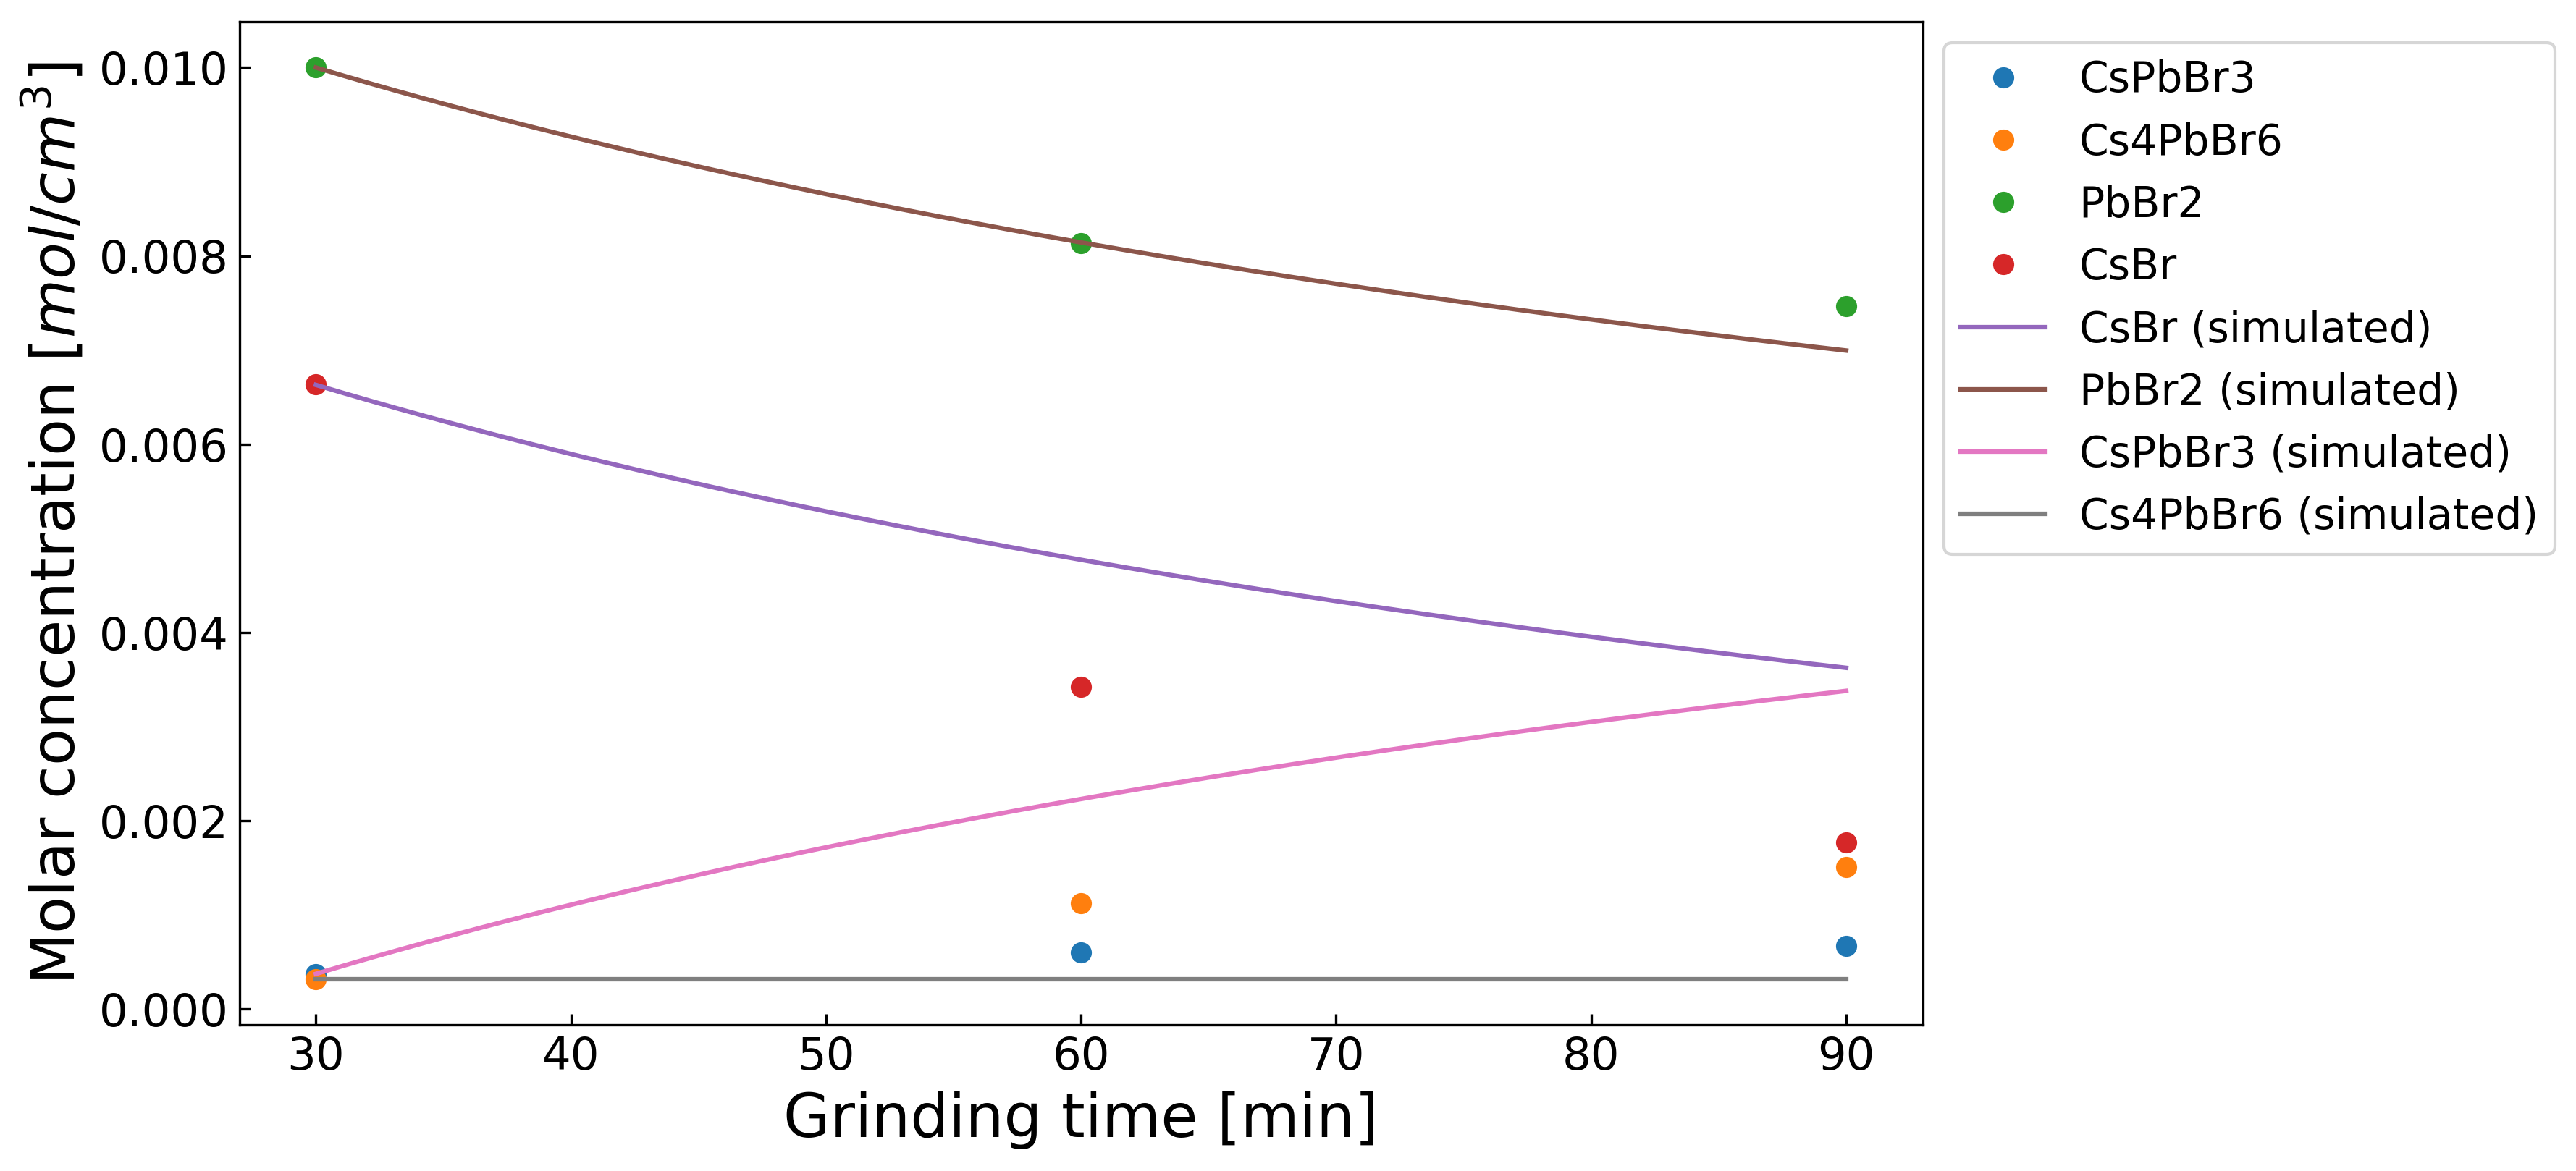 Molar concentration [mol/cm³]
0.010
0.008
0.006
0.004
0.002
0.000
30 40 50 60 70 80 90
Grinding time [min]
CsPbBr3
Cs4PbBr6
PbBr2
CsBr
CsBr (simulated)
PbBr2 (simulated)
CsPbBr3 (simulated)
Cs4PbBr6 (simulated)